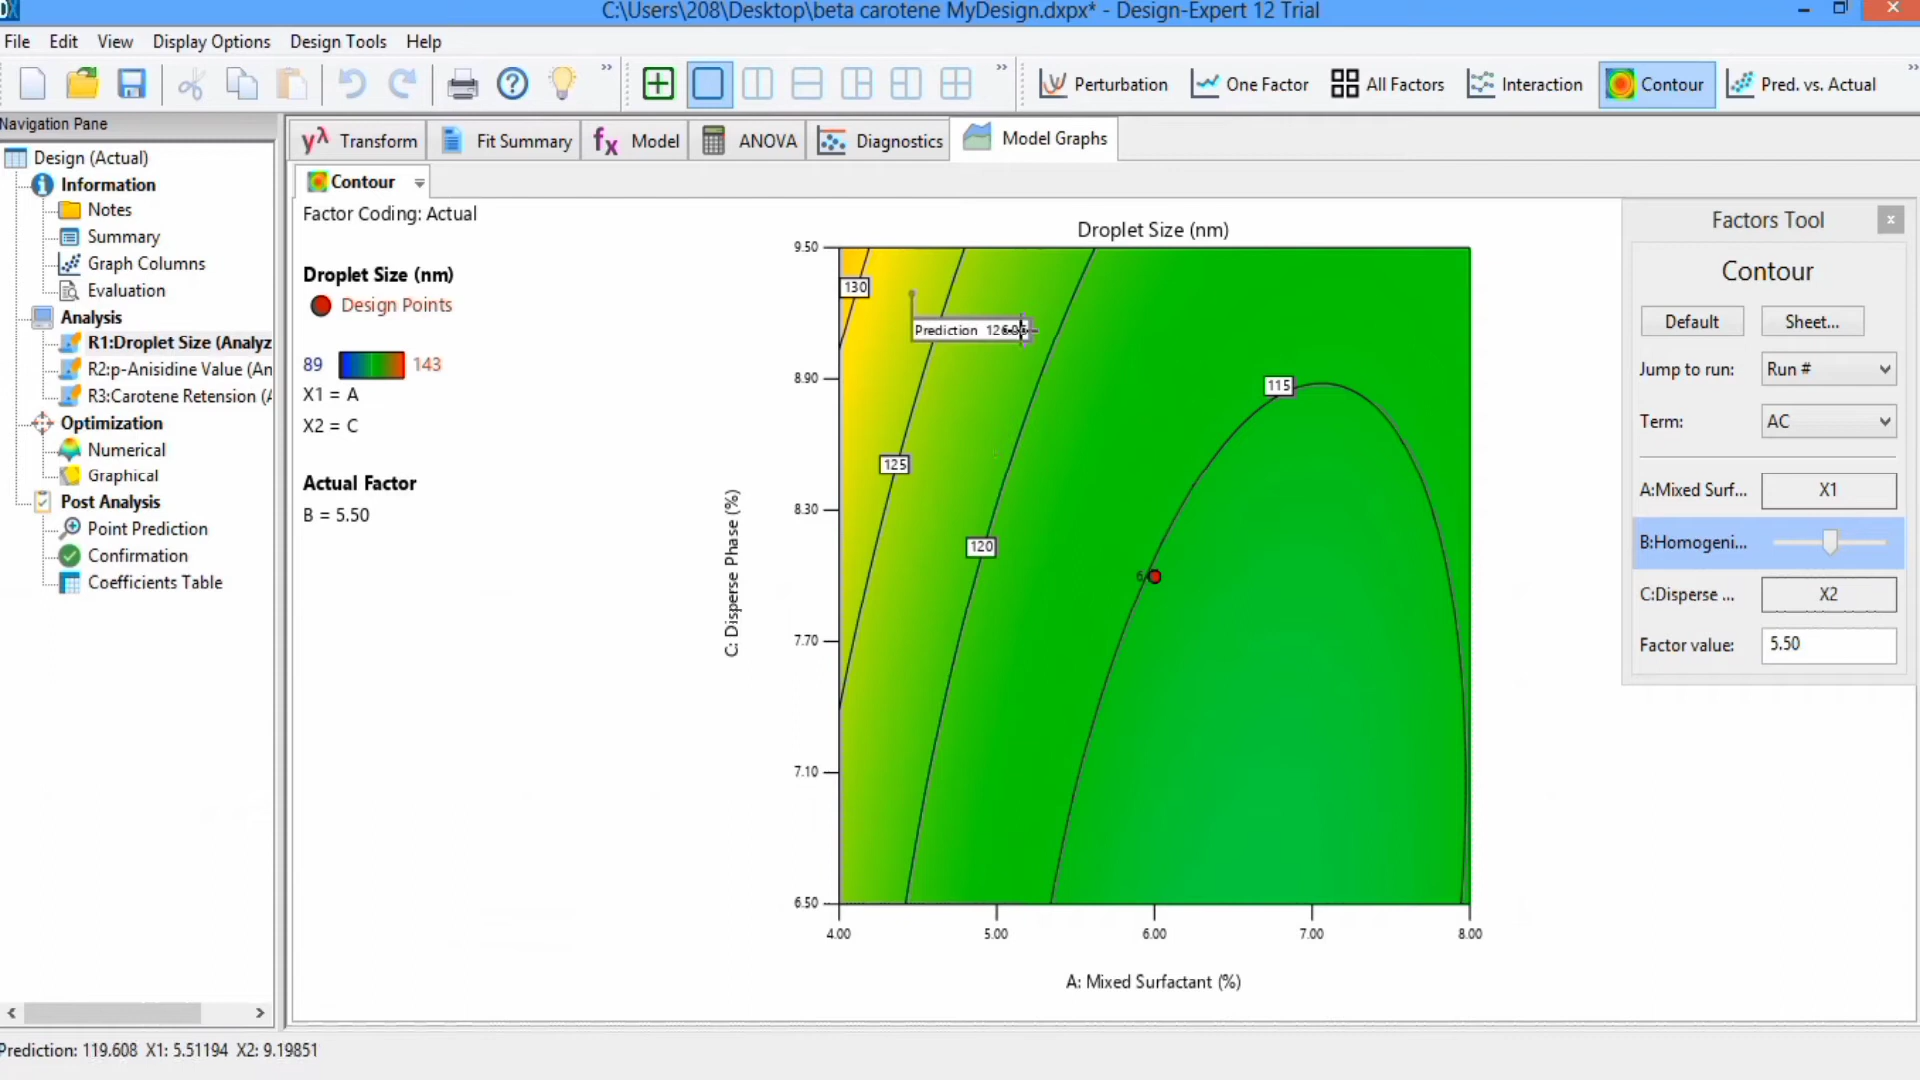 DX
C:\Users\208\Desktop\beta carotene MyDesign.dxpx* - Design-Expert 12 Trial
File Edit View Display Options Design Tools Help
» » Perturbation One Factor All Factors Interaction Contour Pred. vs. Actual »
Navigation Pane
Design (Actual)
Information
Notes
Summary
Graph Columns
Evaluation
Analysis
R1:Droplet Size (Analyz
R2:p-Anisidine Value (An
R3:Carotene Retension (A
Optimization
Numerical
Graphical
Post Analysis
Point Prediction
Confirmation
Coefficients Table
Transform Fit Summary Model ANOVA Diagnostics Model Graphs
Contour
Factor Coding: Actual
Droplet Size (nm)
Design Points
89 143
X1 = A
X2 = C
Actual Factor
B = 5.50
Droplet Size (nm)
9.50
8.90
8.30
7.70
7.10
6.50
C: Disperse Phase (%)
130
Prediction
125
120
115
6
4.00 5.00 6.00 7.00 8.00
A: Mixed Surfactant (%)
Factors Tool
Contour
Default Sheet...
Jump to run: Run #
Term: AC
A:Mixed Surf... X1
B:Homogeni...
C:Disperse ... X2
Factor value: 5.50
Prediction: 119.608 X1: 5.51194 X2: 9.19851